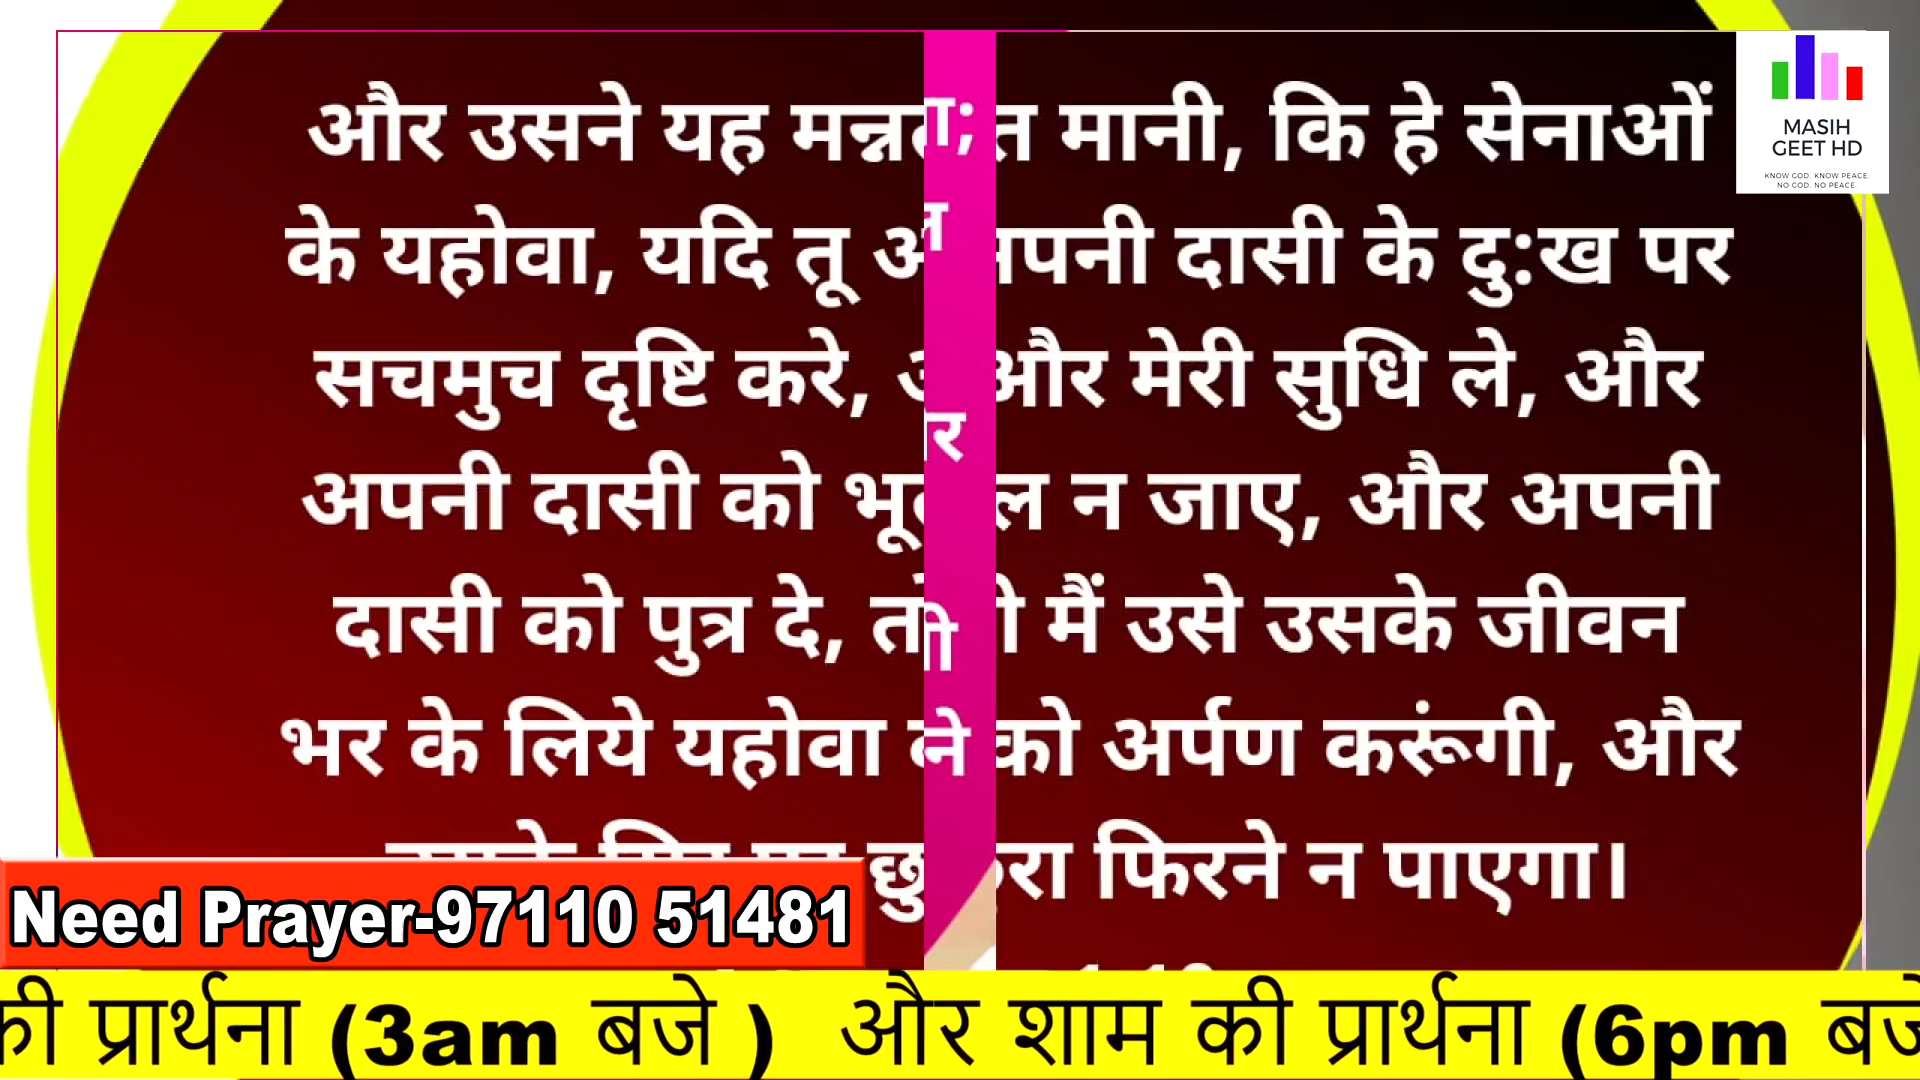 और उसने यह मन्नत मानी, कि हे सेनाओं
के यहोवा, यदि तू अपनी दासी के दु:ख पर
सचमुच दृष्टि करे, और मेरी सुधि ले, और
अपनी दासी को भूल न जाए, और अपनी
दासी को पुत्र दे, तो मैं उसे उसके जीवन
भर के लिये यहोवा को अर्पण करूंगी, और
छुरा फिरने न पाएगा।
MASIH
GEET HD
KNOW GOD. KNOW PEACE.
NO GOD. NO PEACE.
Need Prayer-97110 51481
की प्रार्थना (3am बजे ) और शाम की प्रार्थना (6pm बजे